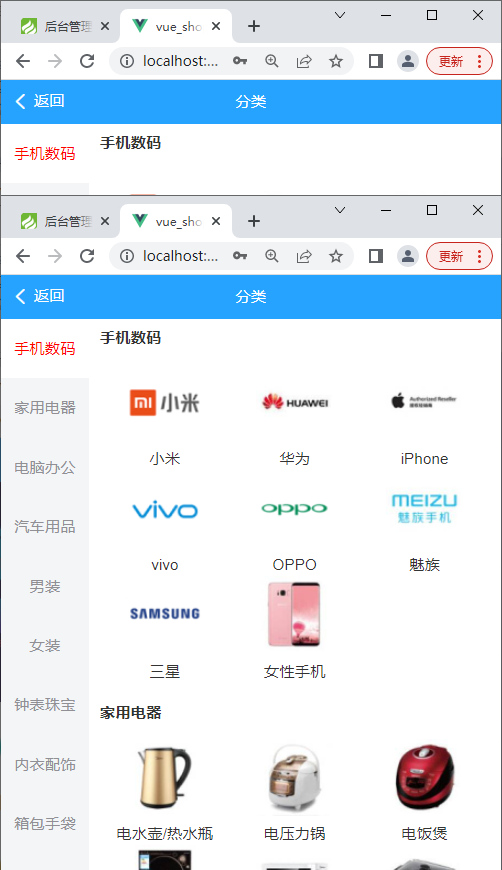 后台管理
vue_sho
localhost:...
更新
返回
分类
手机数码
手机数码
后台管理
vue_sho
localhost:...
更新
返回
分类
手机数码
手机数码
家用电器
电脑办公
汽车用品
男装
女装
钟表珠宝
内衣配饰
箱包手袋
小米
HUAWEI
Authorized Reseller
小米
华为
iPhone
vivo
oppo
MEIZU
魅族手机
vivo
OPPO
魅族
SAMSUNG
三星
女性手机
家用电器
电水壶/热水瓶
电压力锅
电饭煲